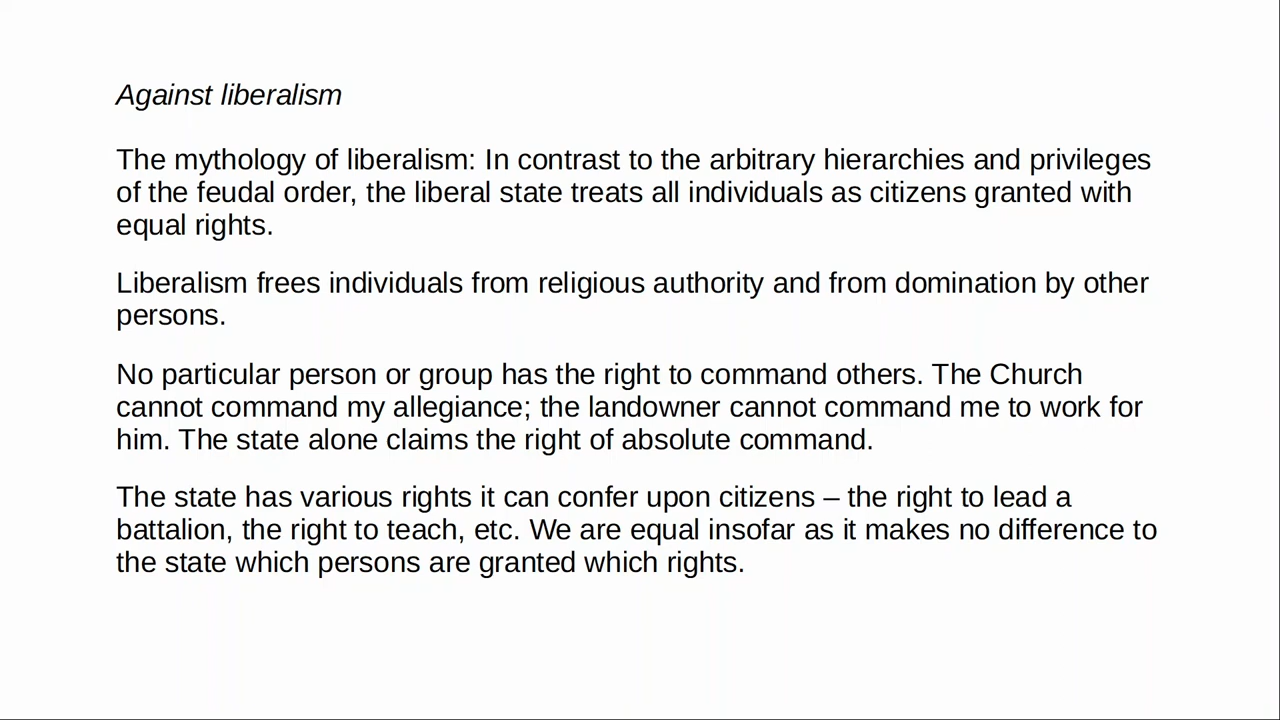 Against liberalism
The mythology of liberalism: In contrast to the arbitrary hierarchies and privileges
of the feudal order, the liberal state treats all individuals as citizens granted with
equal rights.
Liberalism frees individuals from religious authority and from domination by other
persons.
No particular person or group has the right to command others. The Church
cannot command my allegiance; the landowner cannot command me to work for
him. The state alone claims the right of absolute command.
The state has various rights it can confer upon citizens – the right to lead a
battalion, the right to teach, etc. We are equal insofar as it makes no difference to
the state which persons are granted which rights.